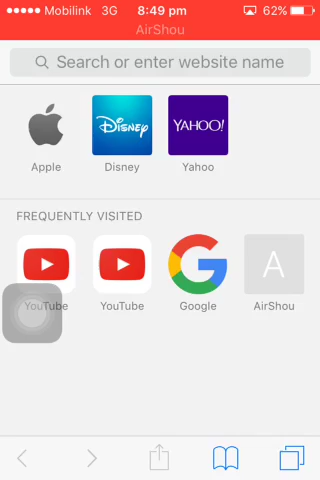 Mobilink 3G 8:49 pm 62%
AirShou
Search or enter website name
Disney YAHOO!
Apple Disney Yahoo
FREQUENTLY VISITED
A
YouTube YouTube Google AirShou